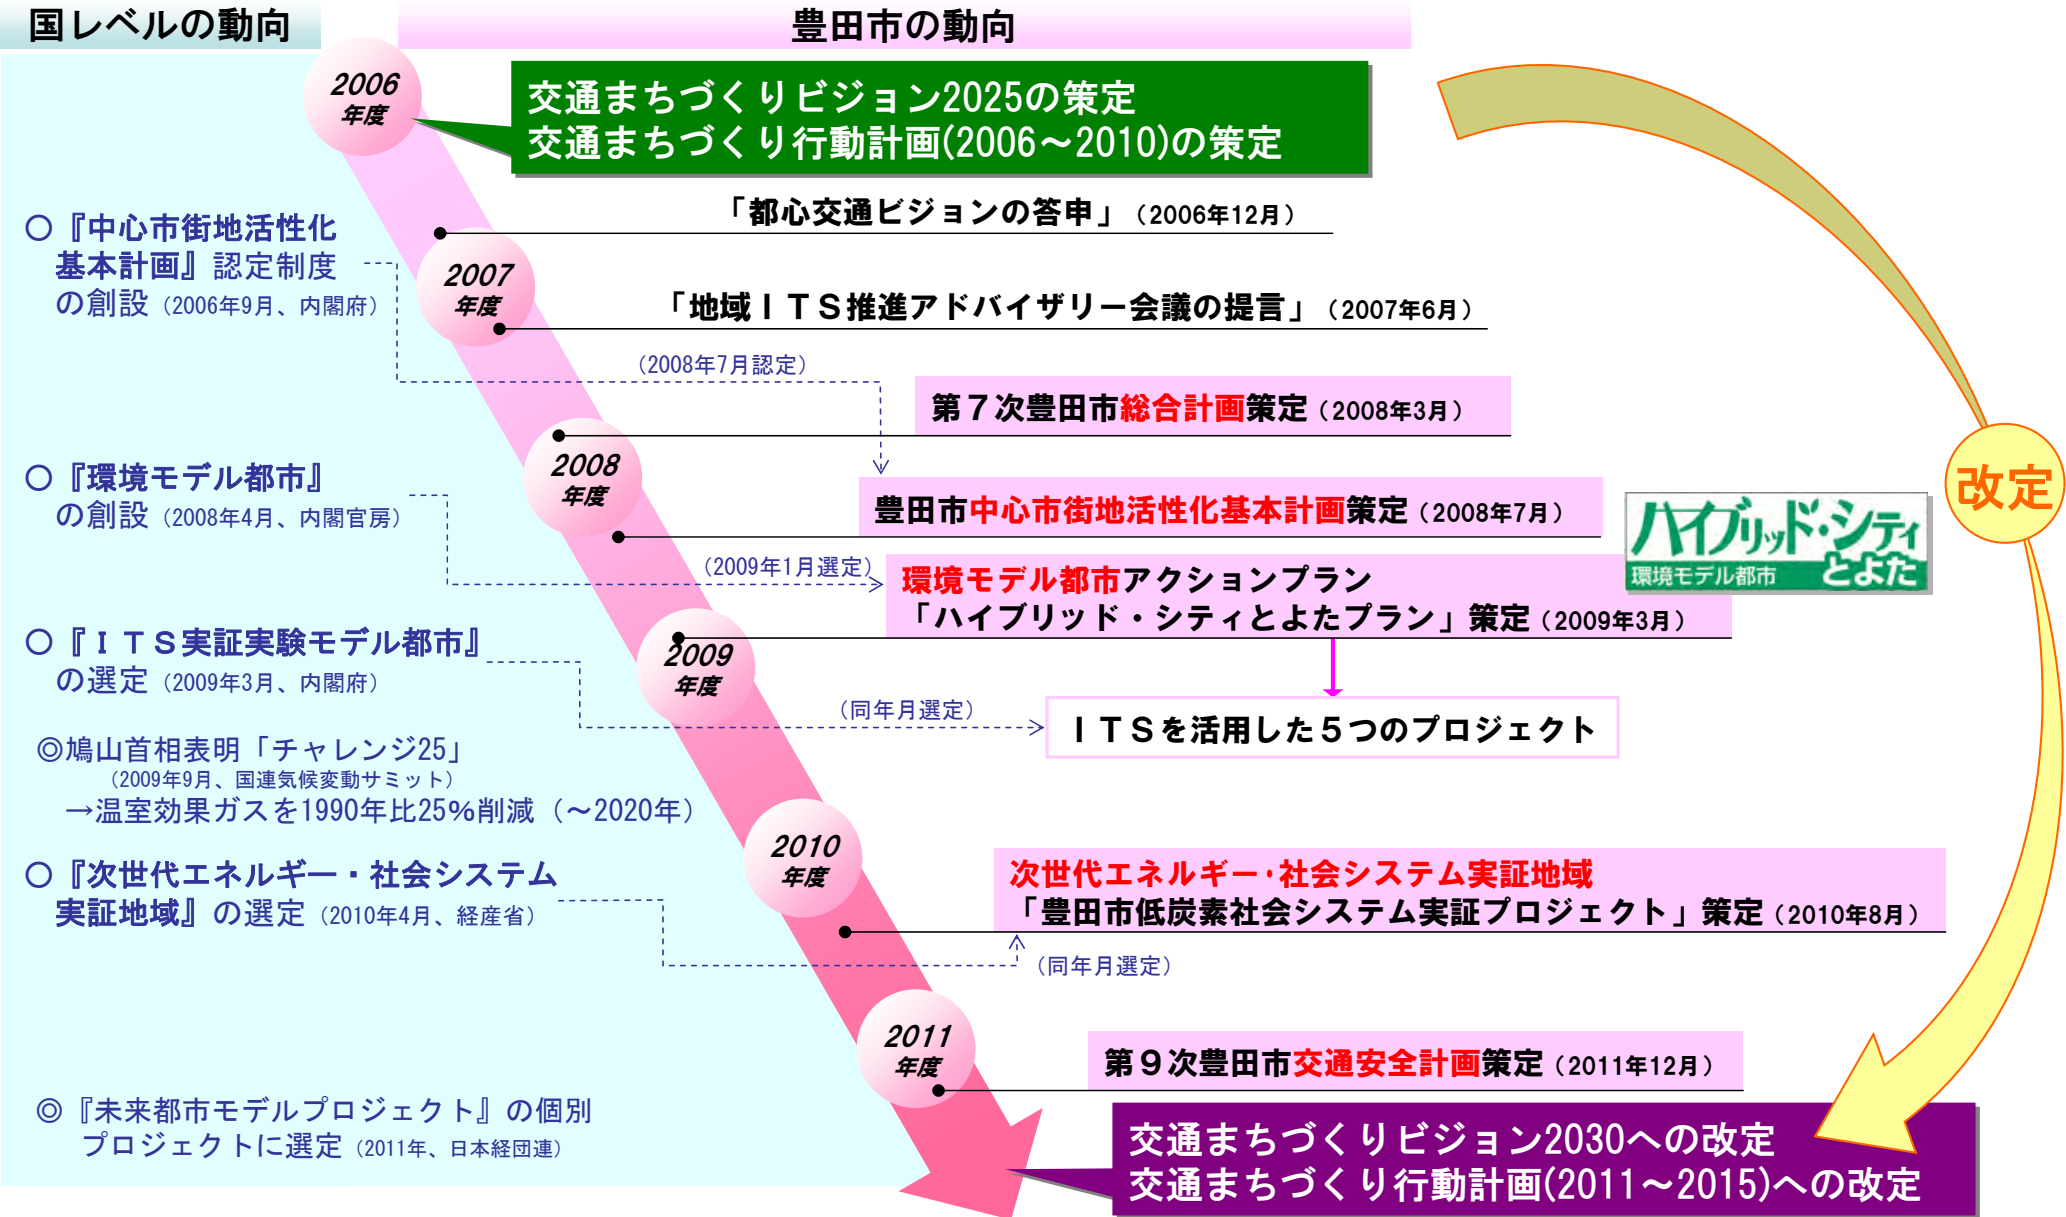 国レベルの動向
豊田市の動向
2006
年度
交通まちづくりビジョン2025の策定
交通まちづくり行動計画(2006～2010)の策定
「都心交通ビジョンの答申」（2006年12月）
〇『中心市街地活性化
基本計画』認定制度
の創設（2006年9月、内閣府）
2007
年度
「地域ＩＴＳ推進アドバイザリー会議の提言」（2007年6月）
（2008年7月認定）
第７次豊田市総合計画策定（2008年3月）
2008
年度
〇『環境モデル都市』
の創設（2008年4月、内閣官房）
豊田市中心市街地活性化基本計画策定（2008年7月）
ハイブリッド・シティ
環境モデル都市 とよた
改定
（2009年1月選定）
環境モデル都市アクションプラン
「ハイブリッド・シティとよたプラン」策定（2009年3月）
〇『ＩＴＳ実証実験モデル都市』
の選定（2009年3月、内閣府）
2009
年度
（同年月選定）
ＩＴＳを活用した５つのプロジェクト
◎鳩山首相表明「チャレンジ25」
（2009年9月、国連気候変動サミット）
→温室効果ガスを1990年比25%削減（～2020年）
2010
年度
〇『次世代エネルギー・社会システム
実証地域』の選定（2010年4月、経産省）
次世代エネルギー・社会システム実証地域
「豊田市低炭素社会システム実証プロジェクト」策定（2010年8月）
（同年月選定）
2011
年度
第９次豊田市交通安全計画策定（2011年12月）
◎『未来都市モデルプロジェクト』の個別
プロジェクトに選定（2011年、日本経団連）
交通まちづくりビジョン2030への改定
交通まちづくり行動計画(2011～2015)への改定